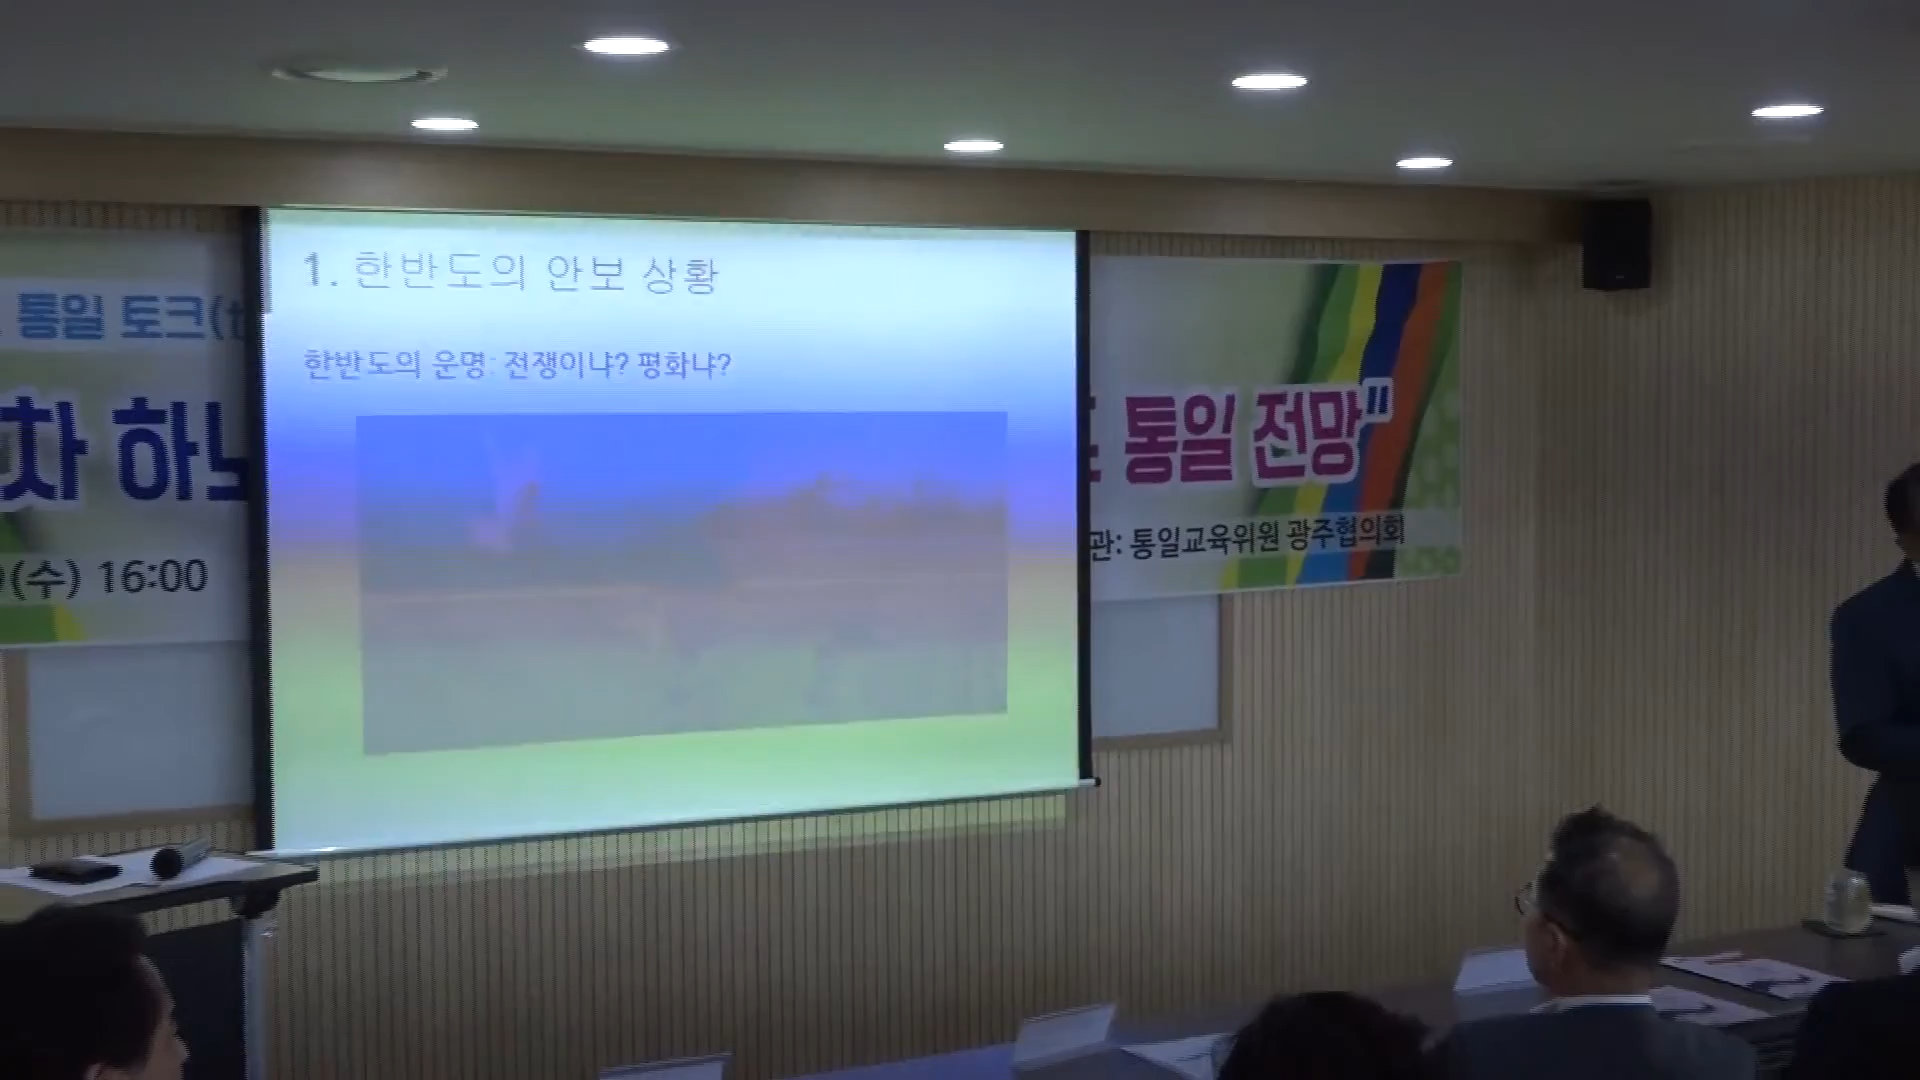 1. 한반도의 안보 상황
한반도의 운명: 전쟁이냐? 평화냐?
통일 토크(t
하
(수) 16:00
통일 전망"
관: 통일교육위원 광주협의회